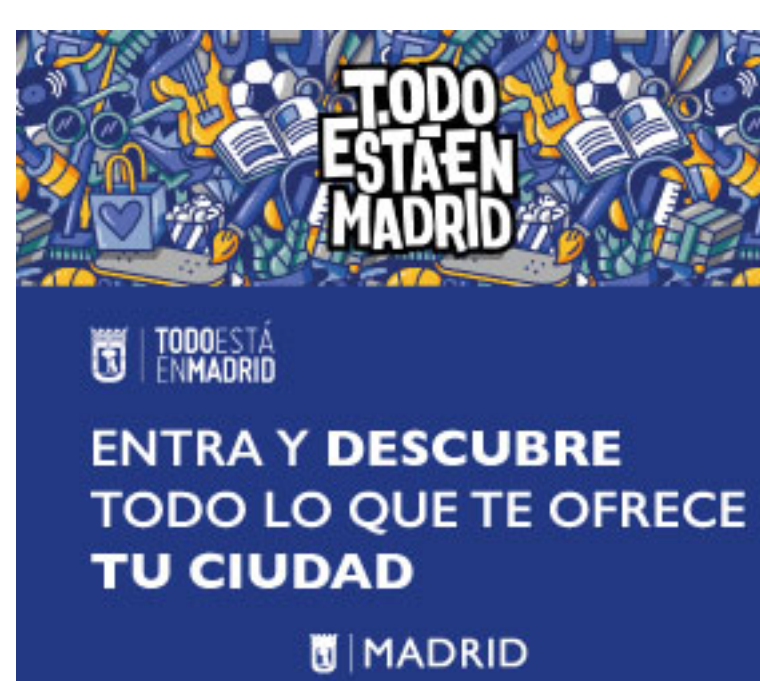 TODO
ESTÁ EN
MADRID
TODOESTÁ
ENMADRID
ENTRA Y DESCUBRE
TODO LO QUE TE OFRECE
TU CIUDAD
MADRID